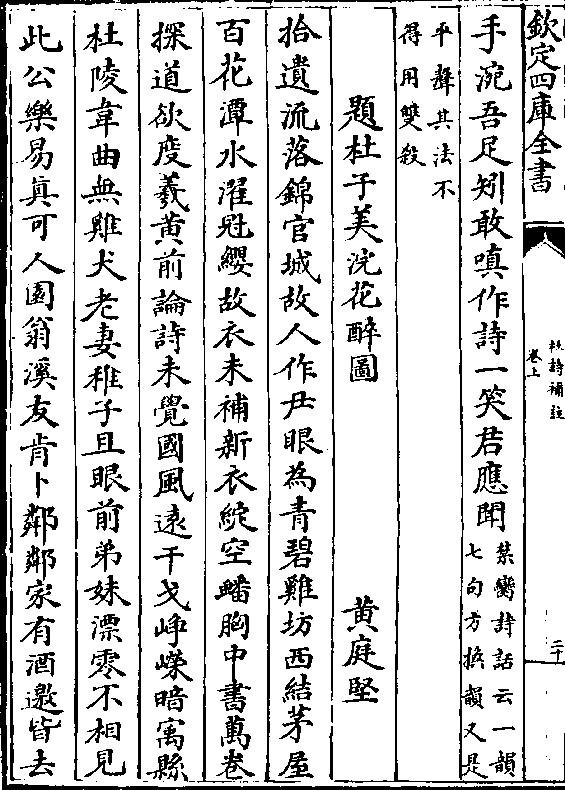 欽定四庫全書
杜詩補註
卷上
二十
手涴吾足矧敢嗔作詩一笑君應聞
禁臠詩話云一韻
七句方換韻又是
平聲其法不
得用雙殺
題杜子美浣花醉圖　黄庭堅
拾遺流落錦官城故人作尹眼為青碧雞坊西結茅屋
百花潭水濯冠纓故衣未補新衣綻空蟠胸中書萬卷
探道欲度羲黄前論詩未覺國風遠干戈崢嶸暗寓縣
杜陵韋曲無雞犬老妻稚子且眼前弟妹漂零不相見
此公樂易真可人園翁溪友肯卜鄰鄰家有酒邀皆去